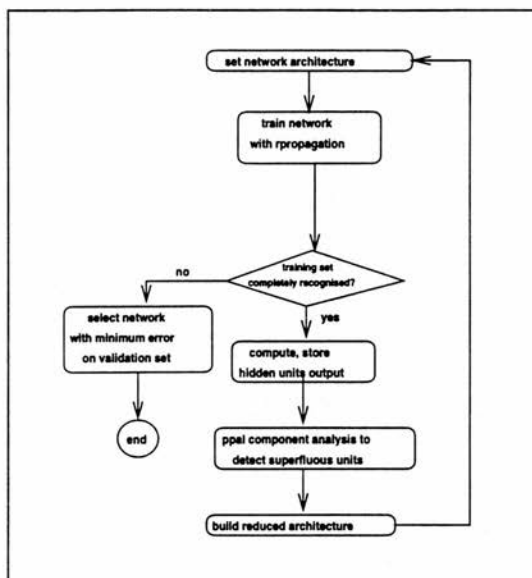 set network architecture
train network
with rpropagation
training set
completely recognised?
no
yes
select network
with minimum error
on validation set
compute, store
hidden units output
end
ppal component analysis to
detect superfluous units
build reduced architecture